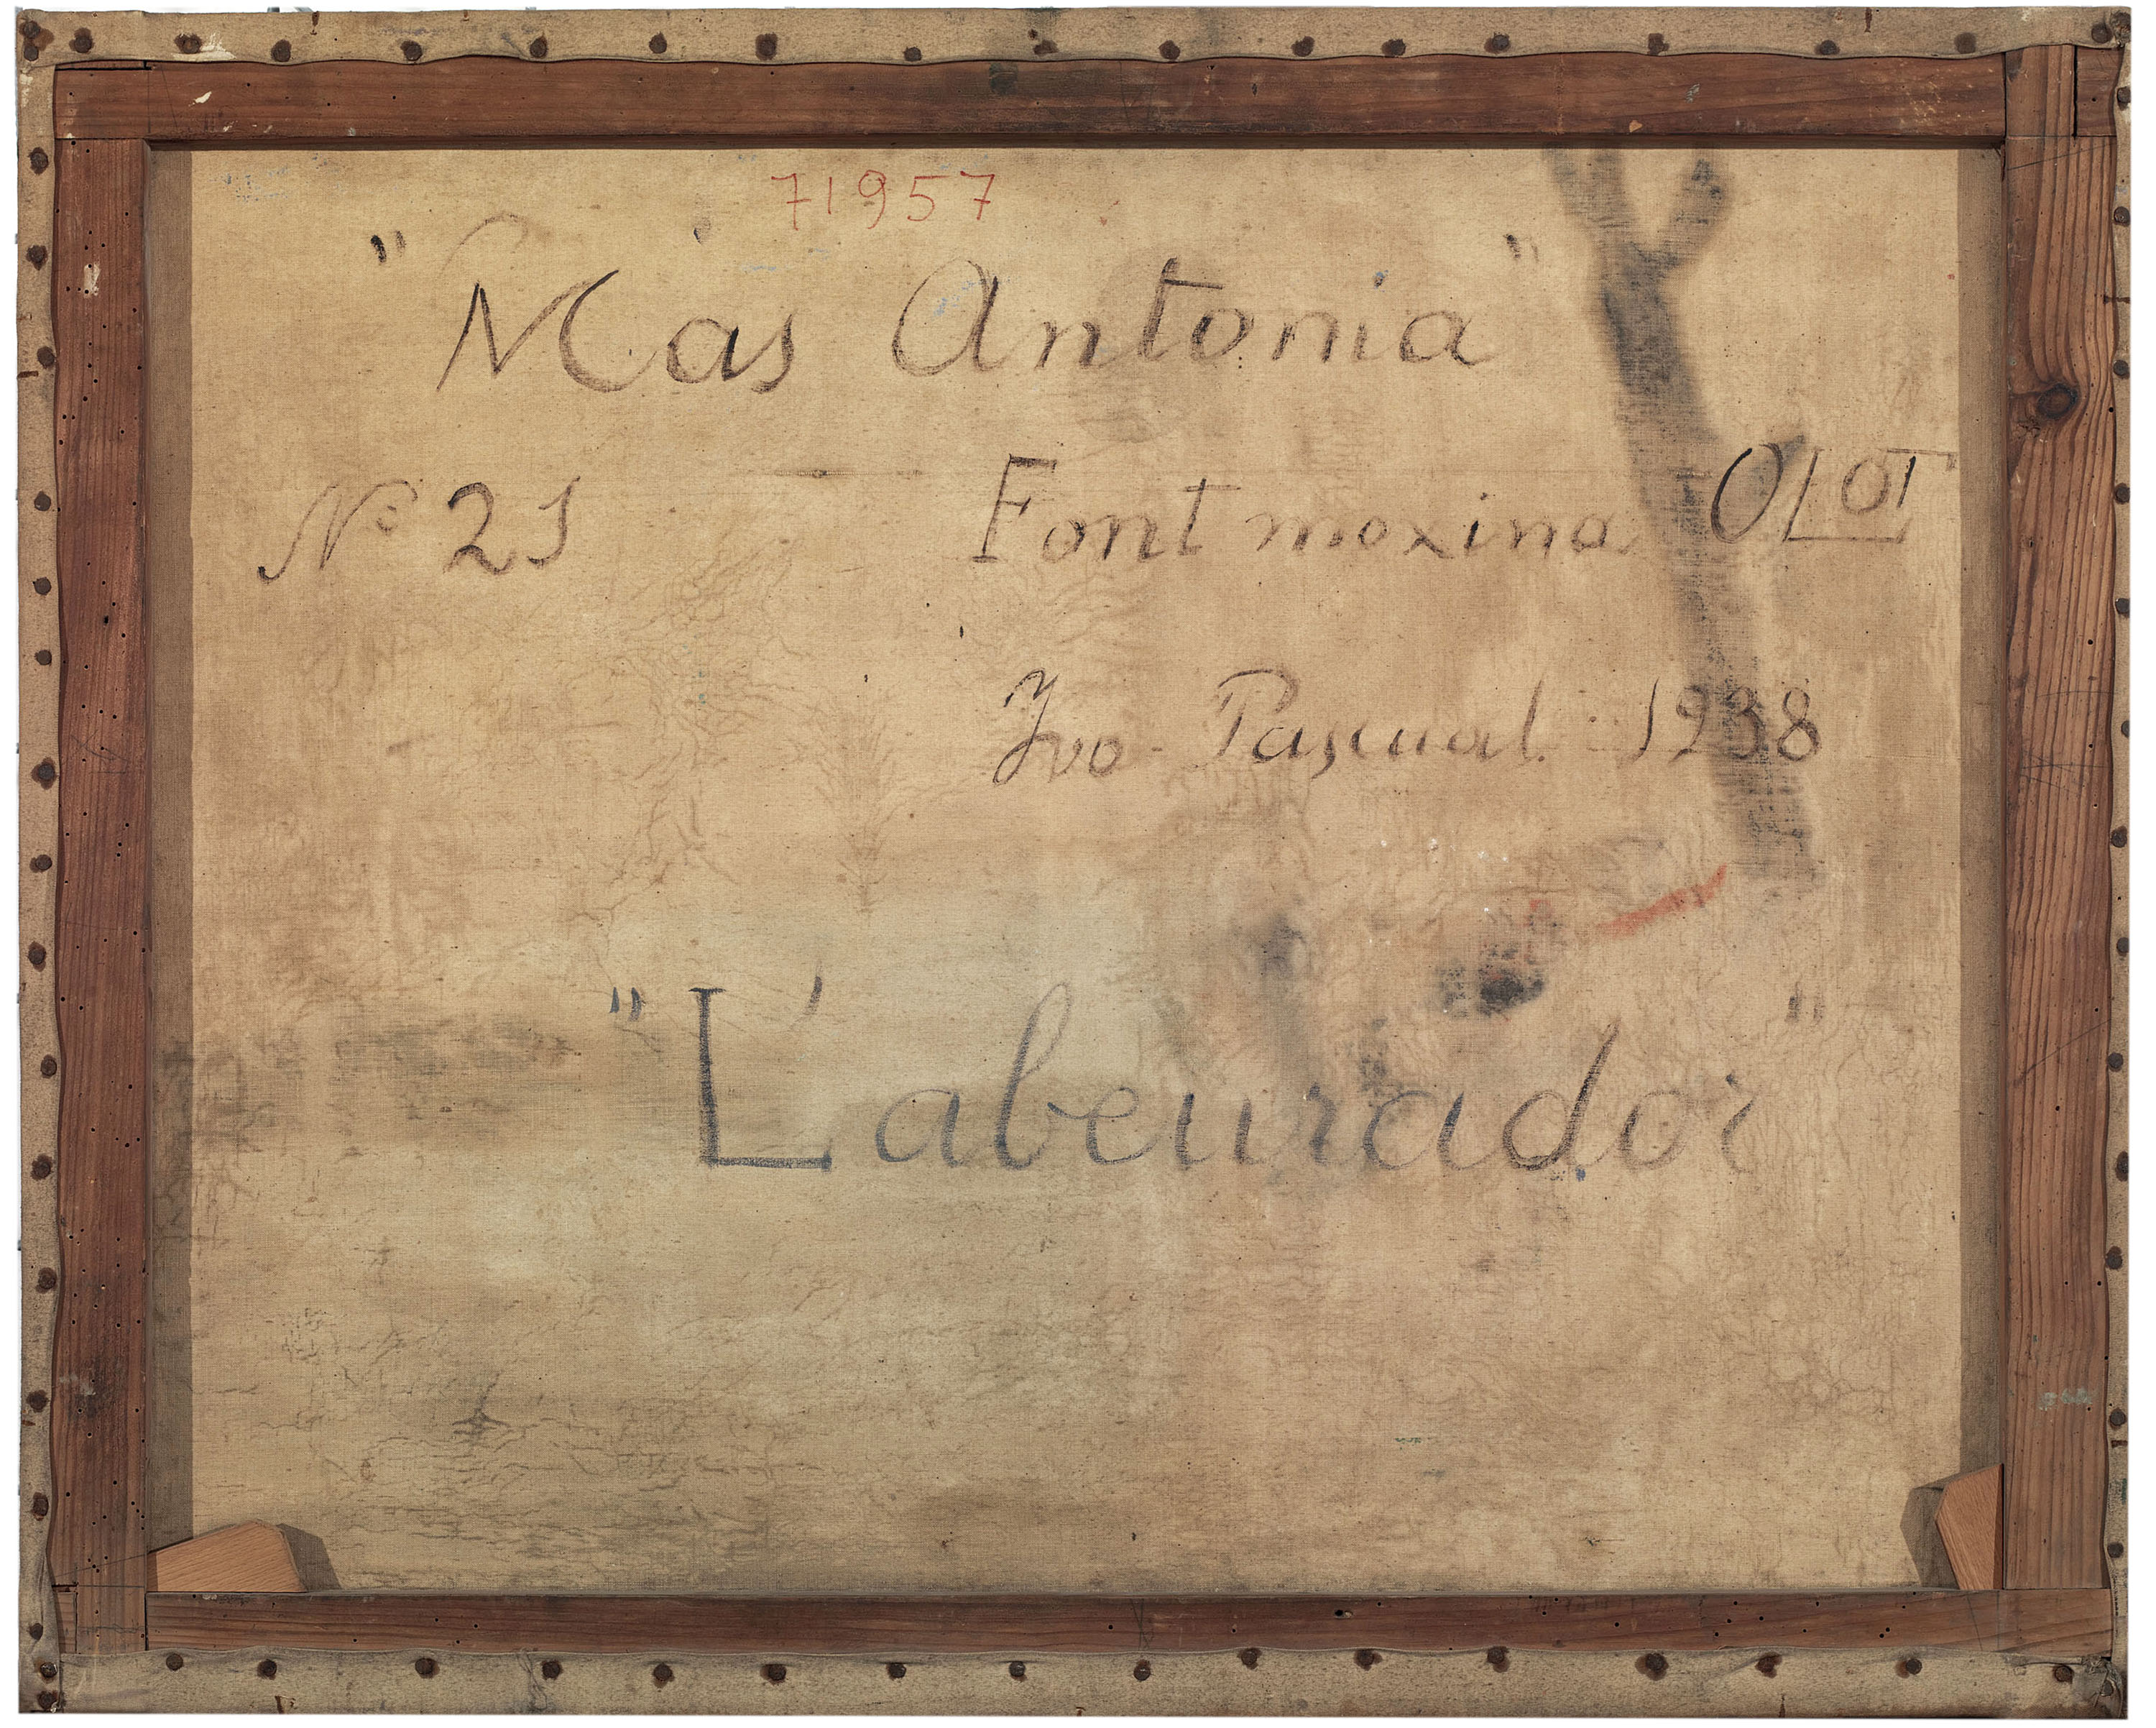 71957
"Mas Antonia"
Nº 21 Font moxina OLOT
Ivo Pascual. 1938
"L'abeurador"